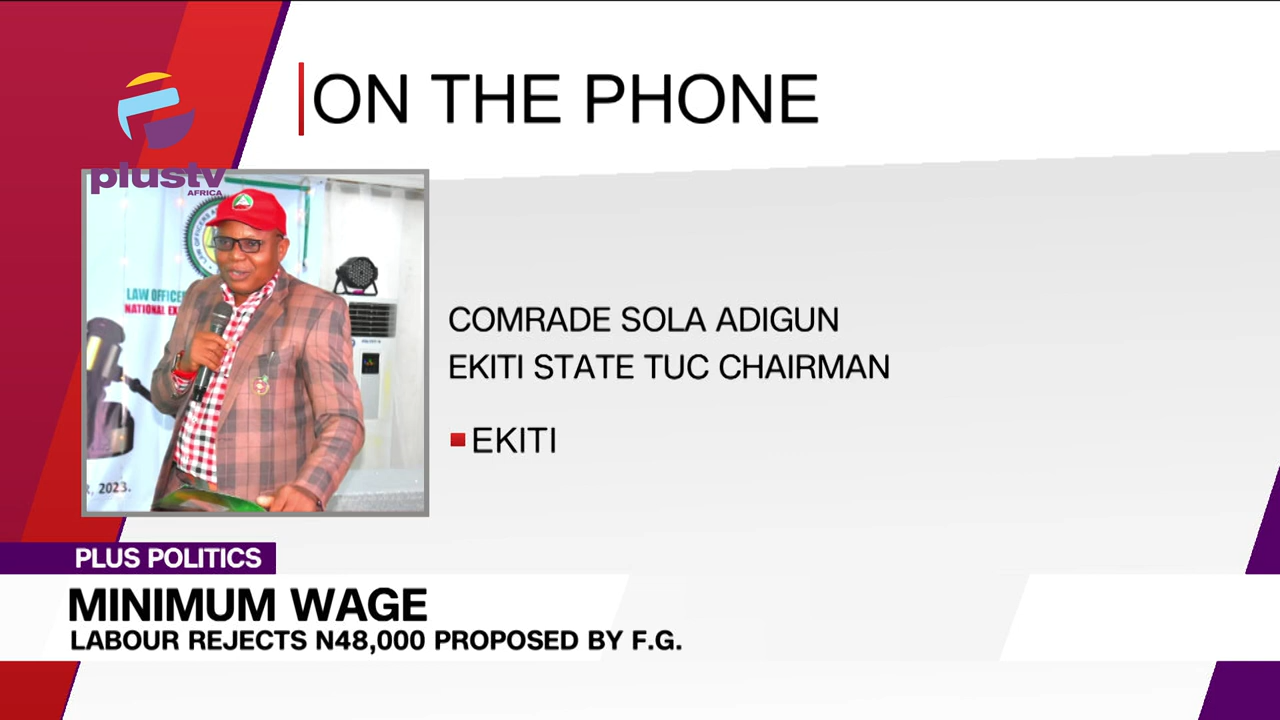 ON THE PHONE
plustv
AFRICA
LAW OFFICE
NATIONAL EX
, 2023.
COMRADE SOLA ADIGUN
EKITI STATE TUC CHAIRMAN
EKITI
PLUS POLITICS
MINIMUM WAGE
LABOUR REJECTS N48,000 PROPOSED BY F.G.